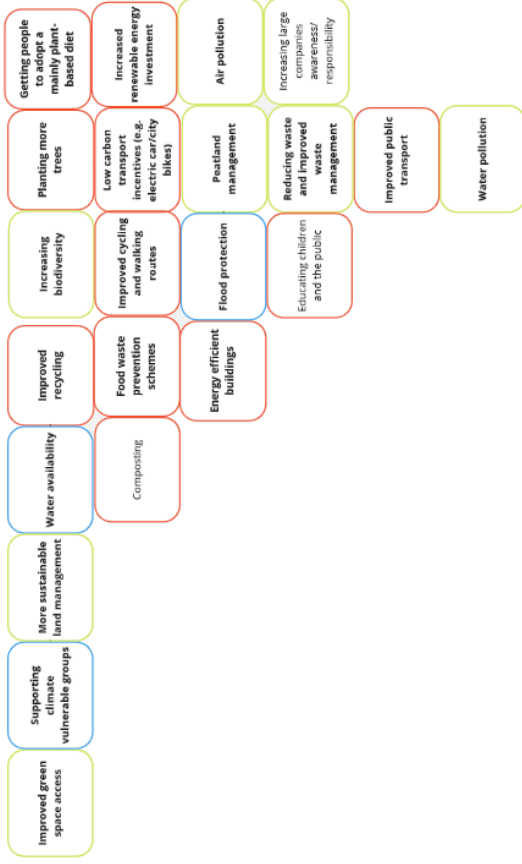 Improved green
space access
Supporting
climate
vulnerable groups
More sustainable
land management
Water availability
Improved
recycling
Increasing
biodiversity
Planting more
trees
Getting people
to adopt a
mainly plant-
based diet
Composting
Food waste
prevention
schemes
Improved cycling
and walking
routes
Low carbon
transport
incentives (e.g.
electric car/city
bikes)
Increased
renewable energy
investment
Energy efficient
buildings
Flood protection
Peatland
management
Air pollution
Educating children
and the public
Reducing waste
and improved
waste
management
Increasing large
companies
awareness/
responsibility
Improved public
transport
Water pollution